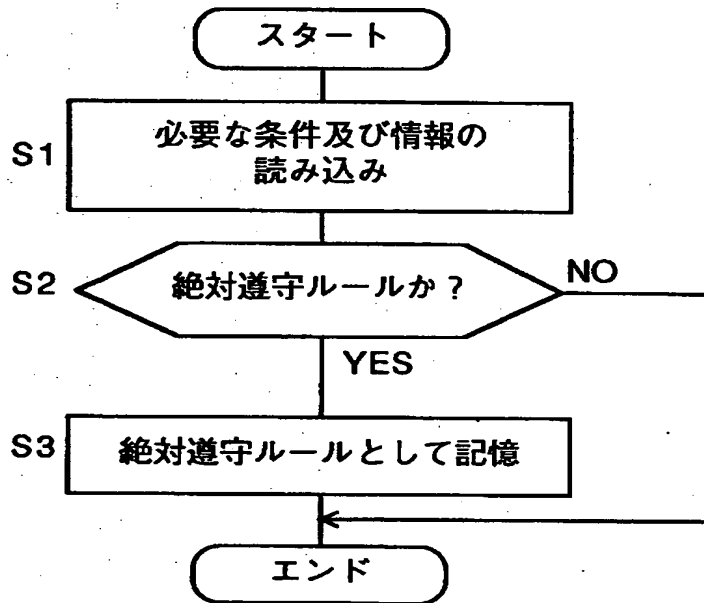 スタート
S1
必要な条件及び情報の
読み込み
S2
絶対遵守ルールか？
NO
YES
S3
絶対遵守ルールとして記憶
エンド